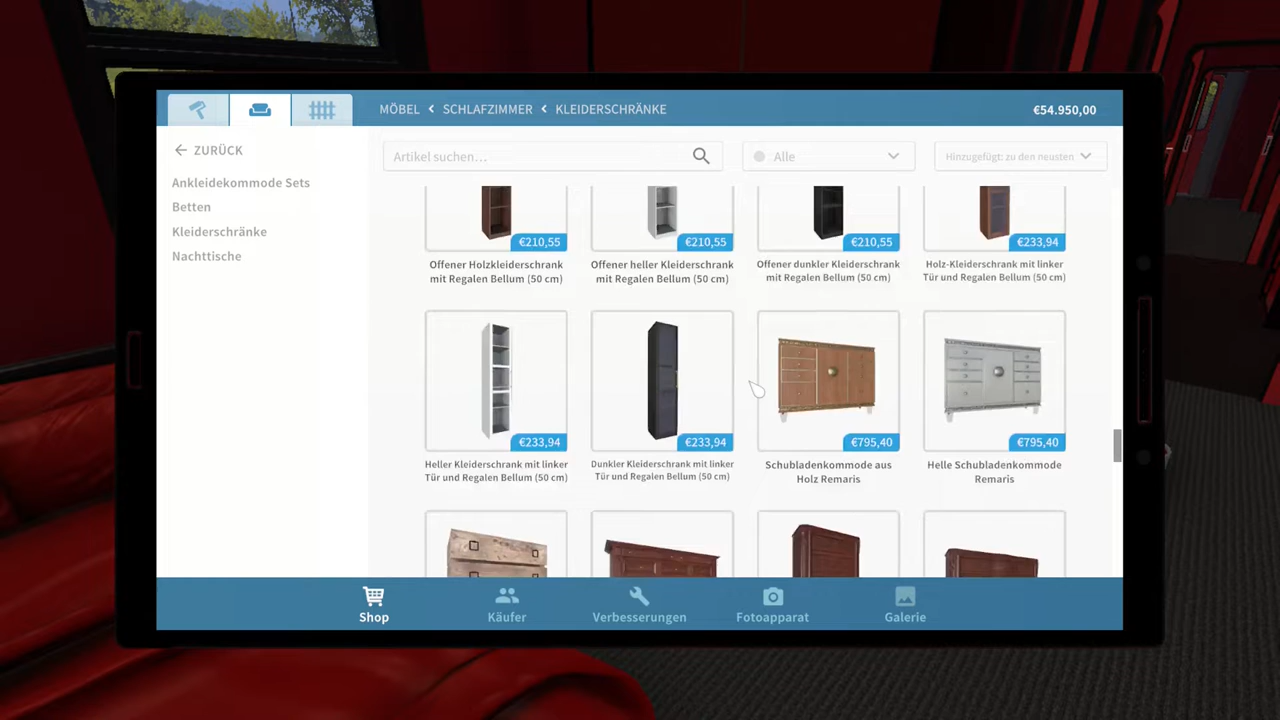 MÖBEL < SCHLAFZIMMER < KLEIDERSCHRÄNKE
€54.950,00
ZURÜCK
Artikel suchen...
Alle
Hinzugefügt: zu den neusten
Ankleidekommode Sets
Betten
Kleiderschränke
Nachttische
€210,55
€210,55
€210,55
€233,94
Offener Holzkleiderschrank
mit Regalen Bellum (50 cm)
Offener heller Kleiderschrank
mit Regalen Bellum (50 cm)
Offener dunkler Kleiderschrank
mit Regalen Bellum (50 cm)
Holz-Kleiderschrank mit linker
Tür und Regalen Bellum (50 cm)
€233,94
€233,94
€795,40
€795,40
Heller Kleiderschrank mit linker
Tür und Regalen Bellum (50 cm)
Dunkler Kleiderschrank mit linker
Tür und Regalen Bellum (50 cm)
Schubladenkommode aus
Holz Remaris
Helle Schubladenkommode
Remaris
Shop
Käufer
Verbesserungen
Fotoapparat
Galerie